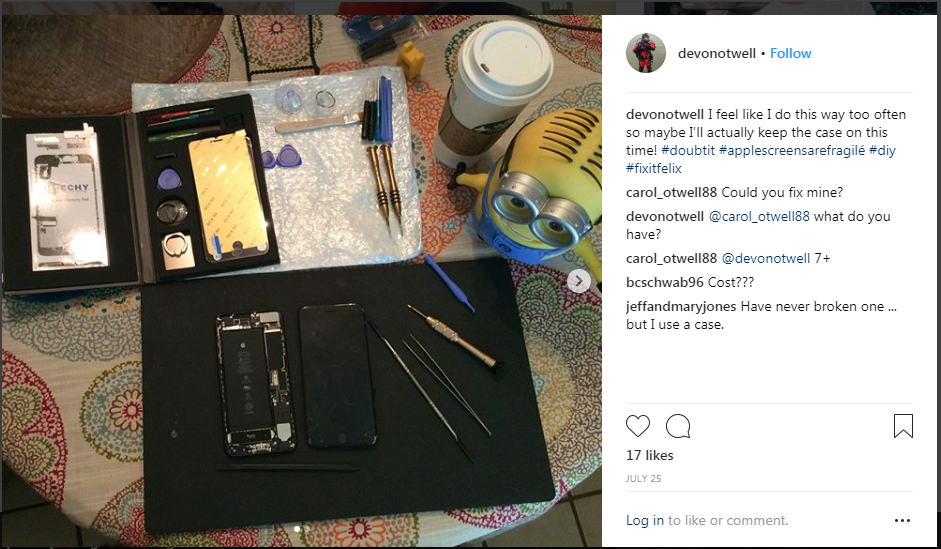 devonotwell • Follow
devonotwell I feel like I do this way too often
so maybe I'll actually keep the case on this
time! #doubtit #applescreensarefragilé #diy
#fixitfelix
carol_otwell88 Could you fix mine?
devonotwell @carol_otwell88 what do you
have?
carol_otwell88 @devonotwell 7+
bcschwab96 Cost???
jeffandmaryjones Have never broken one ...
but I use a case.
17 likes
JULY 25
Log in to like or comment.